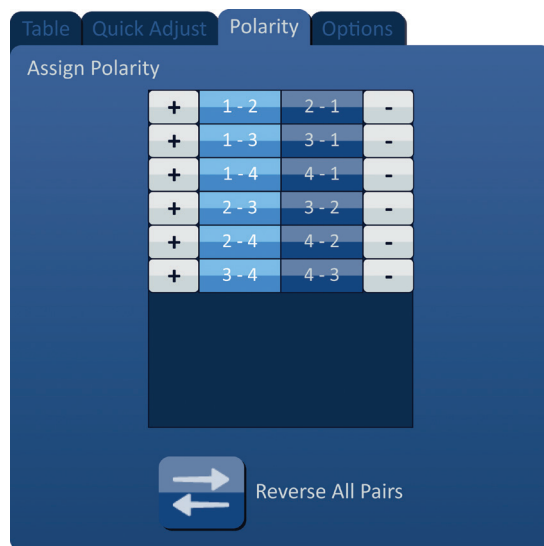 Table Quick Adjust Polarity Options
Assign Polarity
+ 1 - 2 2 - 1 -
+ 1 - 3 3 - 1 -
+ 1 - 4 4 - 1 -
+ 2 - 3 3 - 2 -
+ 2 - 4 4 - 2 -
+ 3 - 4 4 - 3 -
Reverse All Pairs